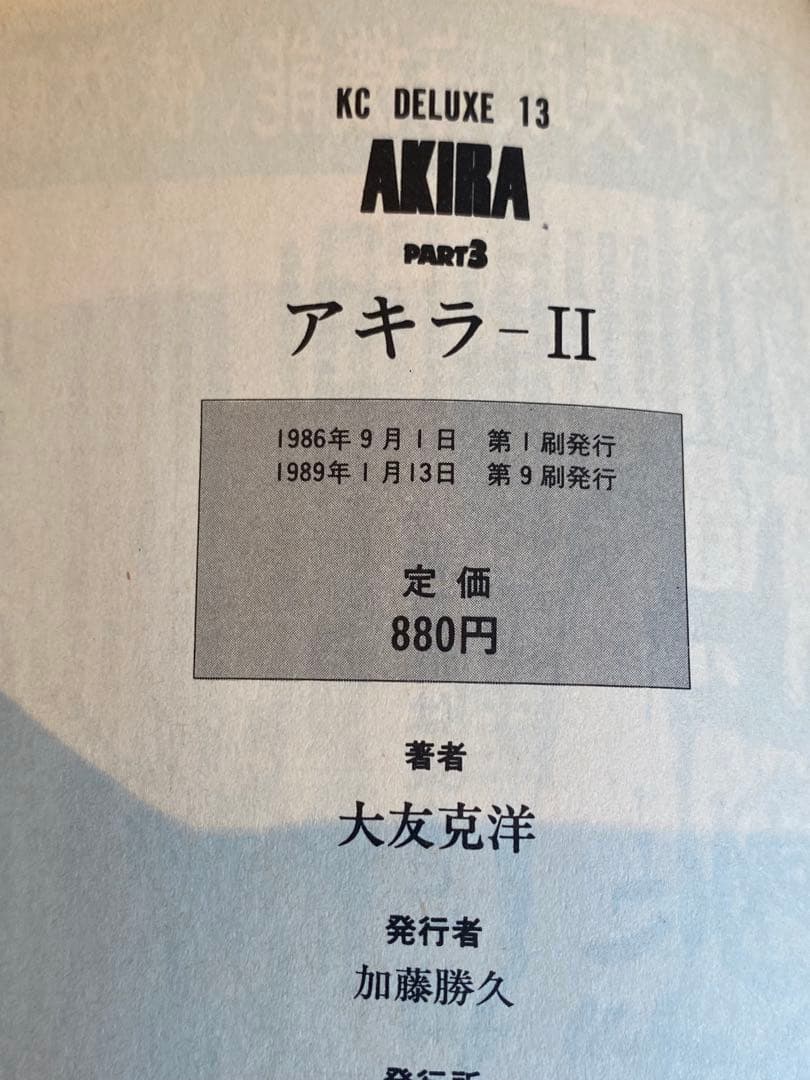 KC DELUXE 13
AKIRA
PART3
アキラ-II
1986年9月1日 第1刷発行
1989年1月13日 第9刷発行
定価
880円
著者
大友克洋
発行者
加藤勝久
発行所